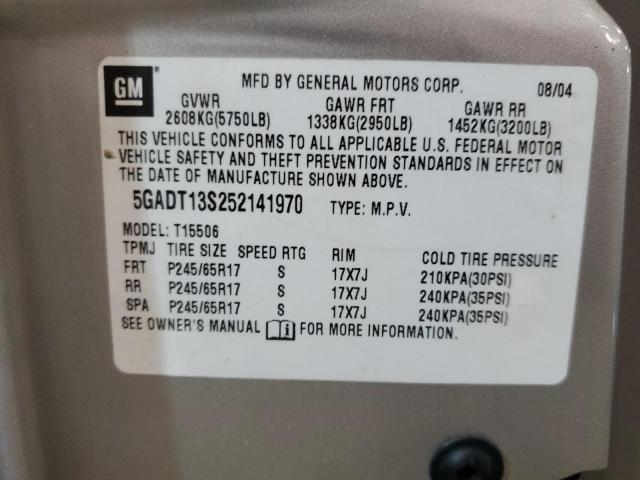 GM
MFD BY GENERAL MOTORS CORP. 08/04
GVWR GAWR FRT GAWR RR
2608KG(5750LB) 1338KG(2950LB) 1452KG(3200LB)
THIS VEHICLE CONFORMS TO ALL APPLICABLE U.S. FEDERAL MOTOR
VEHICLE SAFETY AND THEFT PREVENTION STANDARDS IN EFFECT ON
THE DATE OF MANUFACTURE SHOWN ABOVE.
5GADT13S252141970 TYPE: M.P.V.
MODEL: T15506
TPMJ TIRE SIZE SPEED RTG RIM COLD TIRE PRESSURE
FRT P245/65R17 S 17X7J 210KPA(30PSI)
RR P245/65R17 S 17X7J 240KPA(35PSI)
SPA P245/65R17 S 17X7J 240KPA(35PSI)
SEE OWNER'S MANUAL FOR MORE INFORMATION.